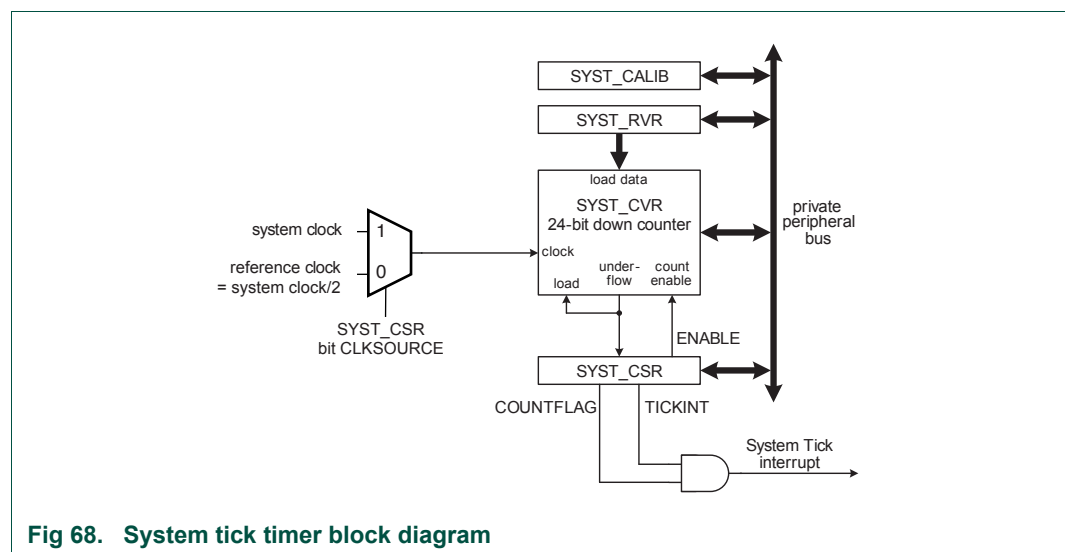 SYST_CALIB
SYST_RVR
load data
SYST_CVR
24-bit down counter
private
peripheral
bus
system clock
1
clock
reference clock
= system clock/2
0
under-
flow
count
enable
load
SYST_CSR
bit CLKSOURCE
ENABLE
SYST_CSR
COUNTFLAG
TICKINT
System Tick
interrupt
Fig 68. System tick timer block diagram